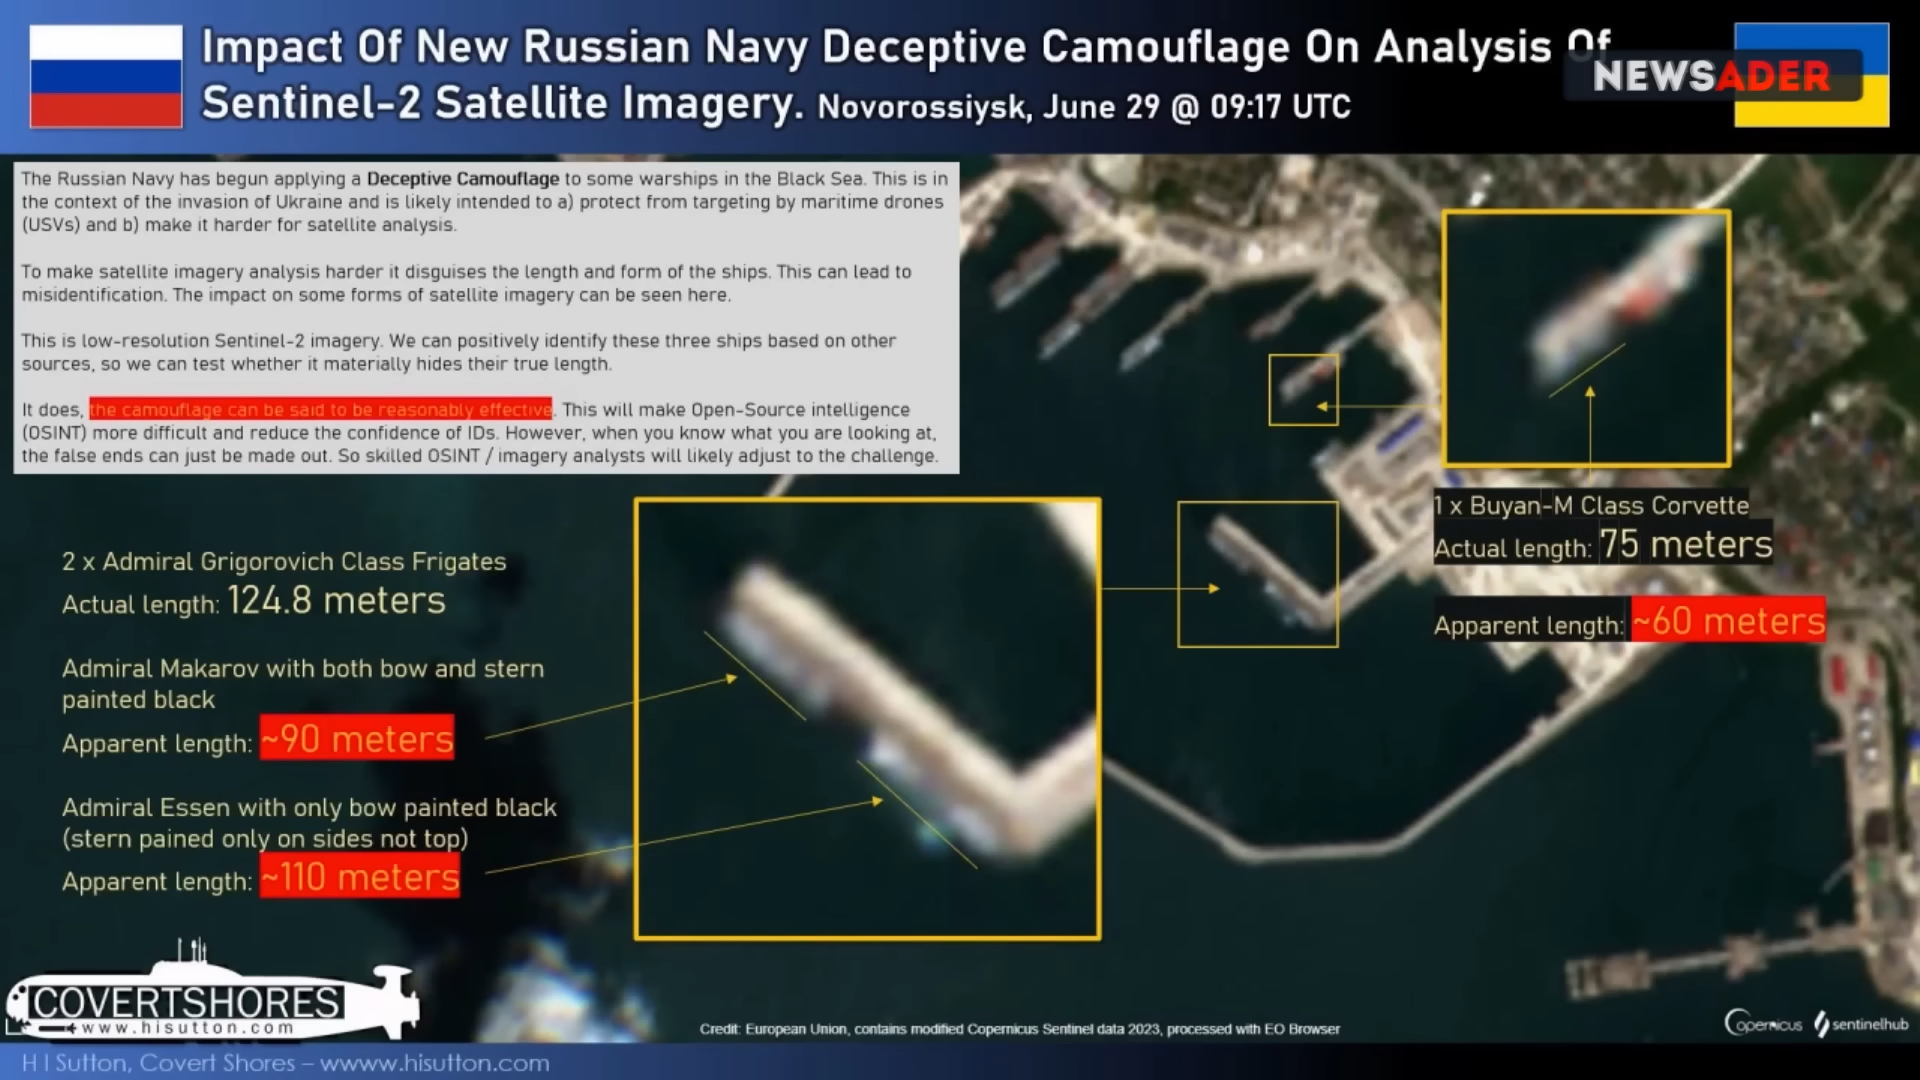 Impact Of New Russian Navy Deceptive Camouflage On Analysis Of
Sentinel-2 Satellite Imagery. Novorossiysk, June 29 @ 09:17 UTC
NEWSADER
The Russian Navy has begun applying a Deceptive Camouflage to some warships in the Black Sea. This is in
the context of the invasion of Ukraine and is likely intended to a) protect from targeting by maritime drones
(USVs) and b) make it harder for satellite analysis.
To make satellite imagery analysis harder it disguises the length and form of the ships. This can lead to
misidentification. The impact on some forms of satellite imagery can be seen here.
This is low-resolution Sentinel-2 imagery. We can positively identify these three ships based on other
sources, so we can test whether it materially hides their true length.
It does, the camouflage can be said to be reasonably effective. This will make Open-Source intelligence
(OSINT) more difficult and reduce the confidence of IDs. However, when you know what you are looking at,
the false ends can just be made out. So skilled OSINT / imagery analysts will likely adjust to the challenge.
1 x Buyan-M Class Corvette
Actual length: 75 meters
Apparent length: ~60 meters
2 x Admiral Grigorovich Class Frigates
Actual length: 124.8 meters
Admiral Makarov with both bow and stern
painted black
Apparent length: ~90 meters
Admiral Essen with only bow painted black
(stern pained only on sides not top)
Apparent length: ~110 meters
COVERTSHORES
www.hisutton.com
Credit: European Union, contains modified Copernicus Sentinel data 2023, processed with EO Browser
opernicus
sentinelhub
H I Sutton, Covert Shores – wwww.hisutton.com